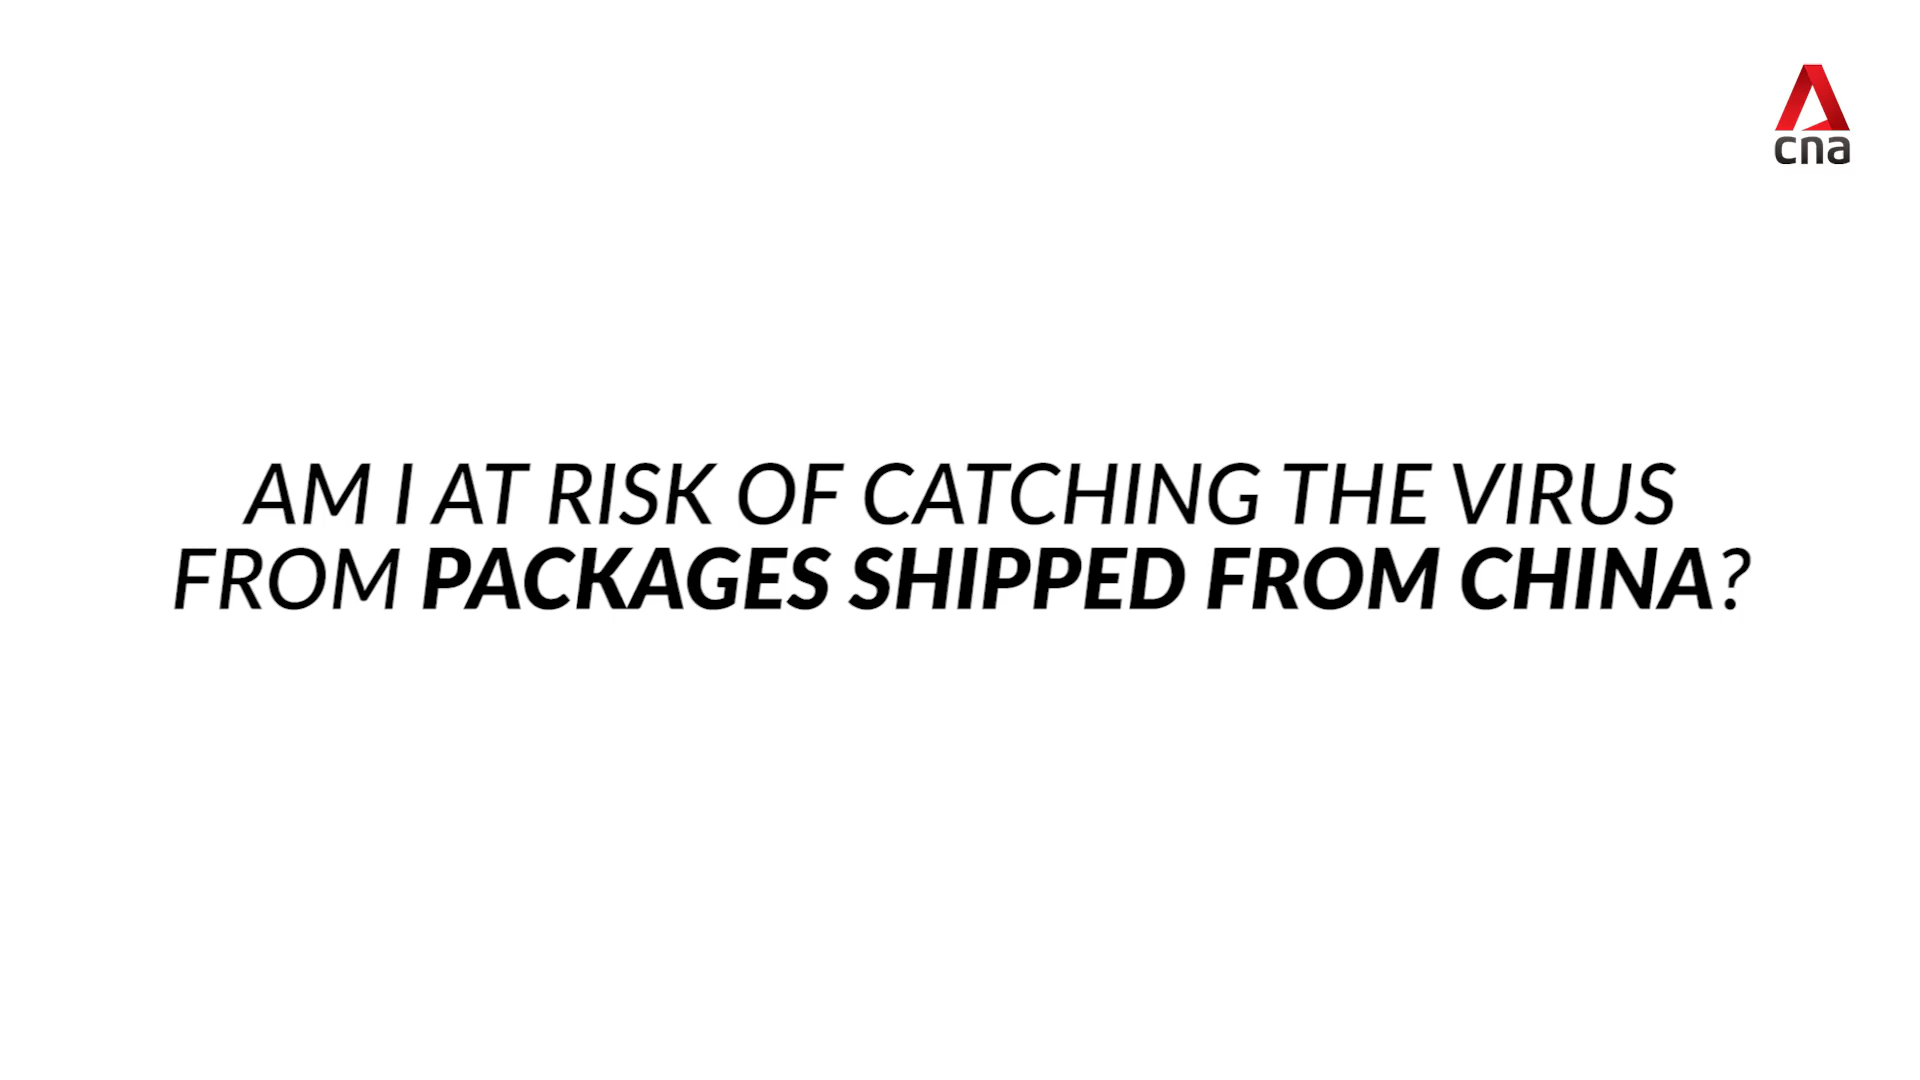 cna
AM I AT RISK OF CATCHING THE VIRUS
FROM PACKAGES SHIPPED FROM CHINA?